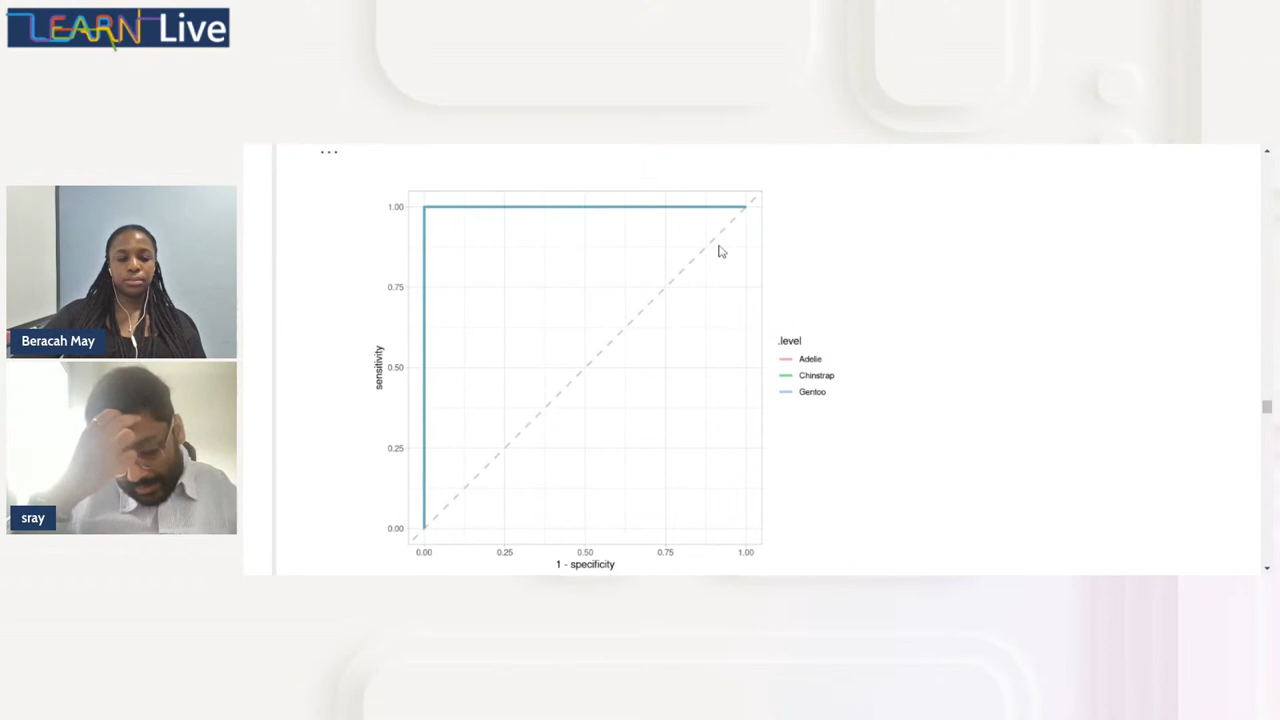 LEARN Live
...
1.00
0.75
0.50
0.25
0.00
sensitivity
0.00 0.25 0.50 0.75 1.00
1 - specificity
.level
Adelie
Chinstrap
Gentoo
Beracah May
sray